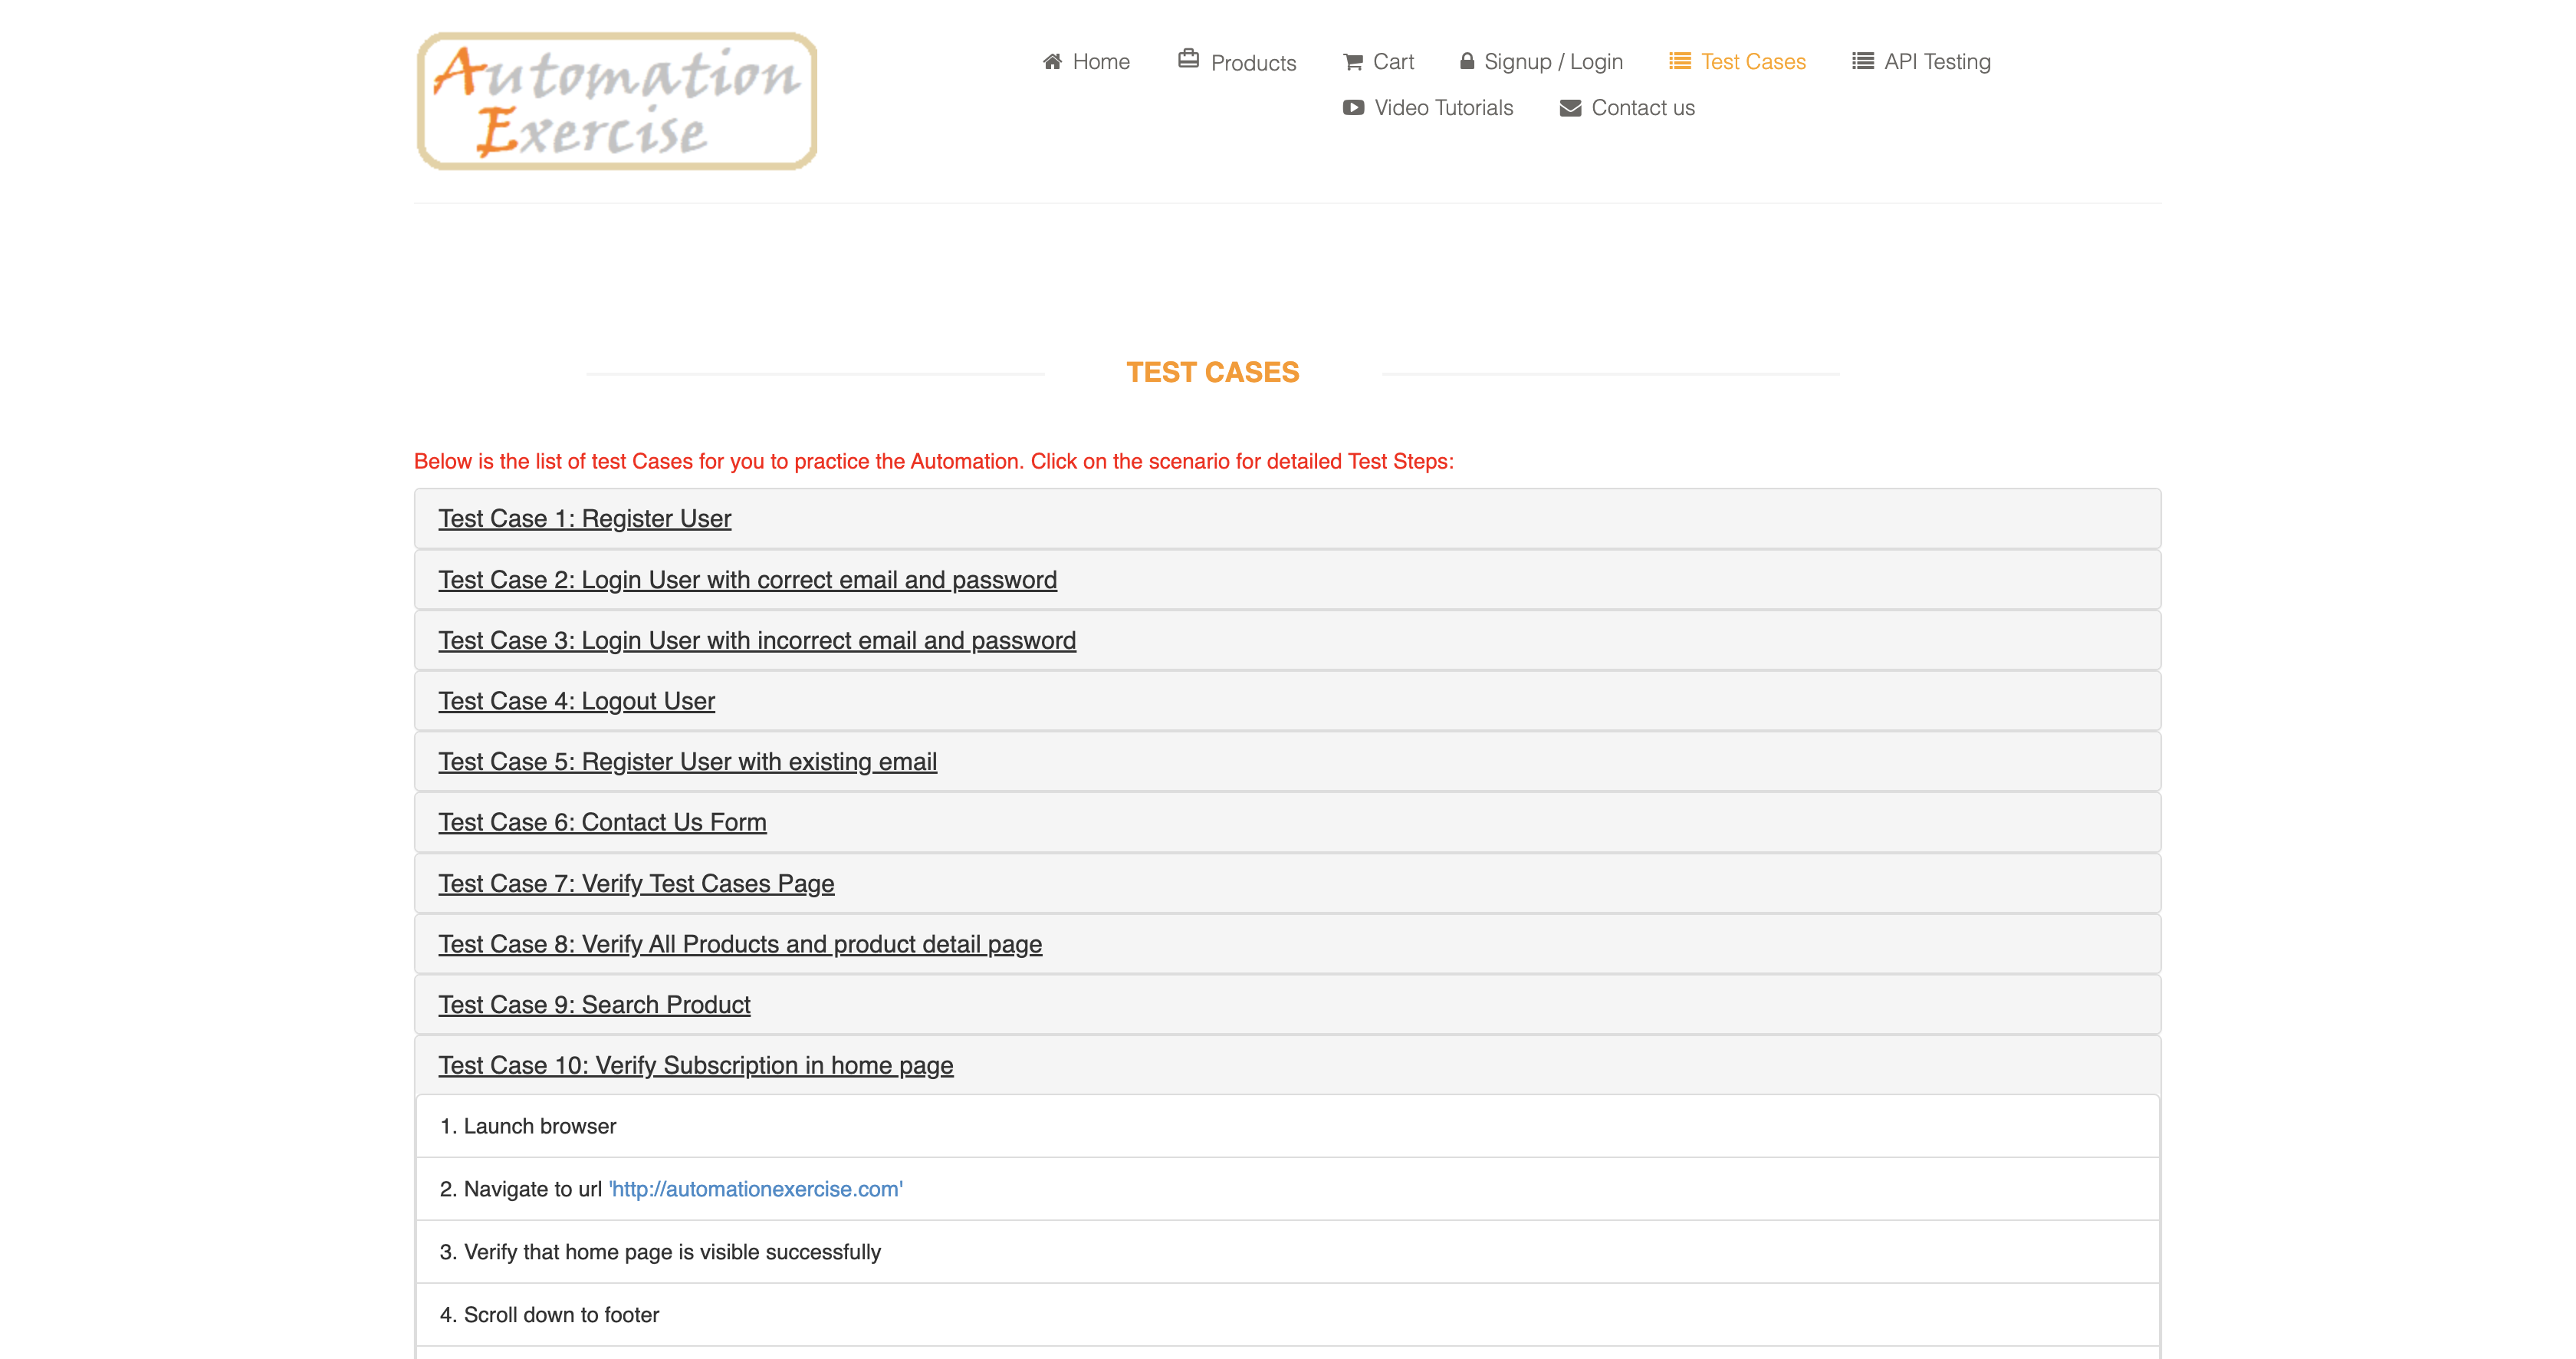 Automation
Exercise
Home Products Cart Signup / Login Test Cases API Testing
Video Tutorials Contact us
TEST CASES
Below is the list of test Cases for you to practice the Automation. Click on the scenario for detailed Test Steps:
Test Case 1: Register User
Test Case 2: Login User with correct email and password
Test Case 3: Login User with incorrect email and password
Test Case 4: Logout User
Test Case 5: Register User with existing email
Test Case 6: Contact Us Form
Test Case 7: Verify Test Cases Page
Test Case 8: Verify All Products and product detail page
Test Case 9: Search Product
Test Case 10: Verify Subscription in home page
1. Launch browser
2. Navigate to url 'http://automationexercise.com'
3. Verify that home page is visible successfully
4. Scroll down to footer